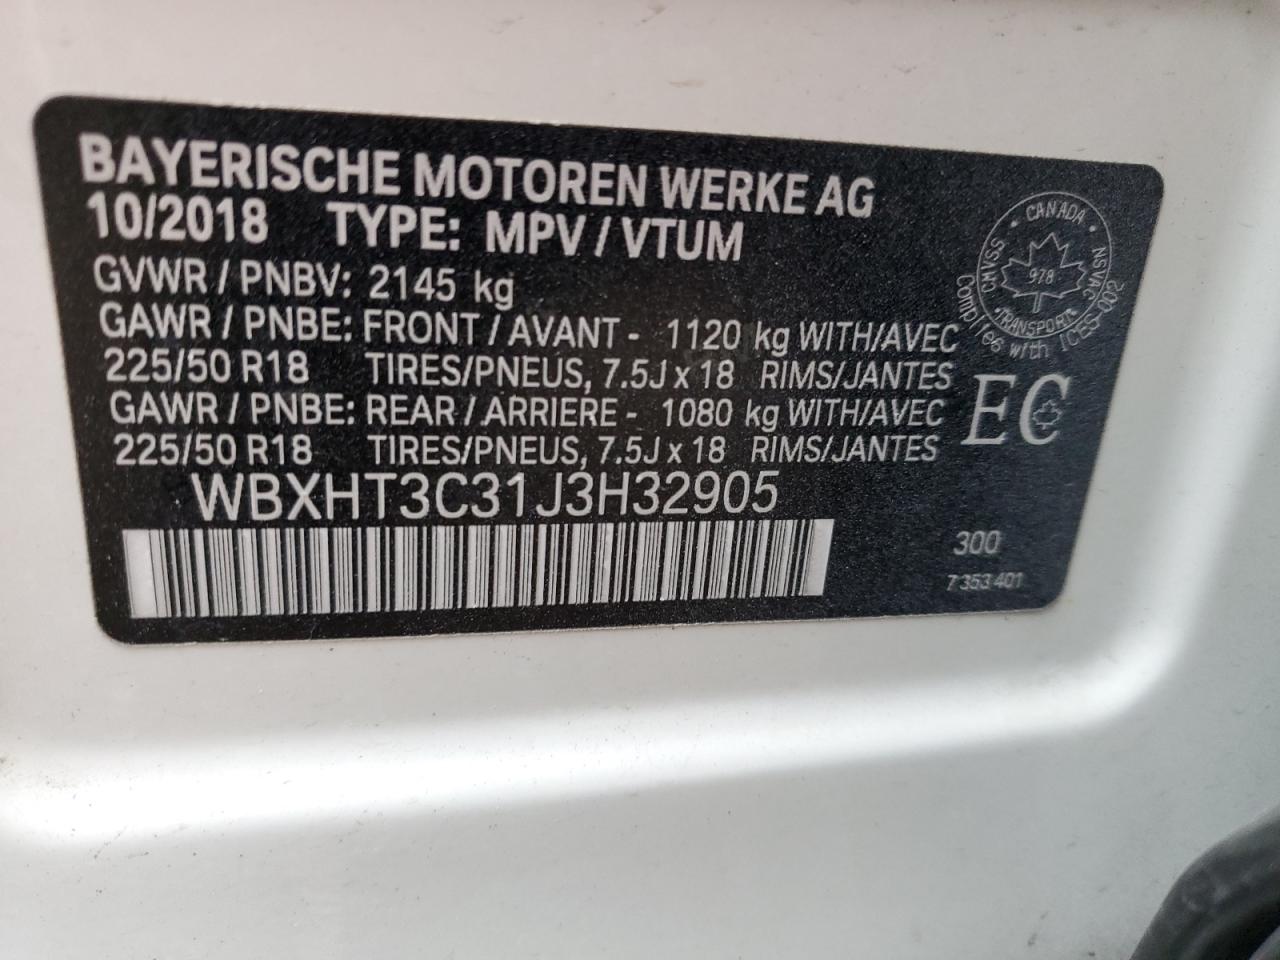 BAYERISCHE MOTOREN WERKE AG
10/2018 TYPE: MPV / VTUM
GVWR / PNBV: 2145 kg
GAWR / PNBE: FRONT / AVANT - 1120 kg WITH/AVEC
225/50 R18 TIRES/PNEUS, 7.5J x 18 RIMS/JANTES
GAWR / PNBE: REAR / ARRIERE - 1080 kg WITH/AVEC
225/50 R18 TIRES/PNEUS, 7.5J x 18 RIMS/JANTES
WBXHT3C31J3H32905
CANADA
CMVSS
NSVAC
978
TRANSPORT
Complies with ICES-002
EC
300
7 353 401